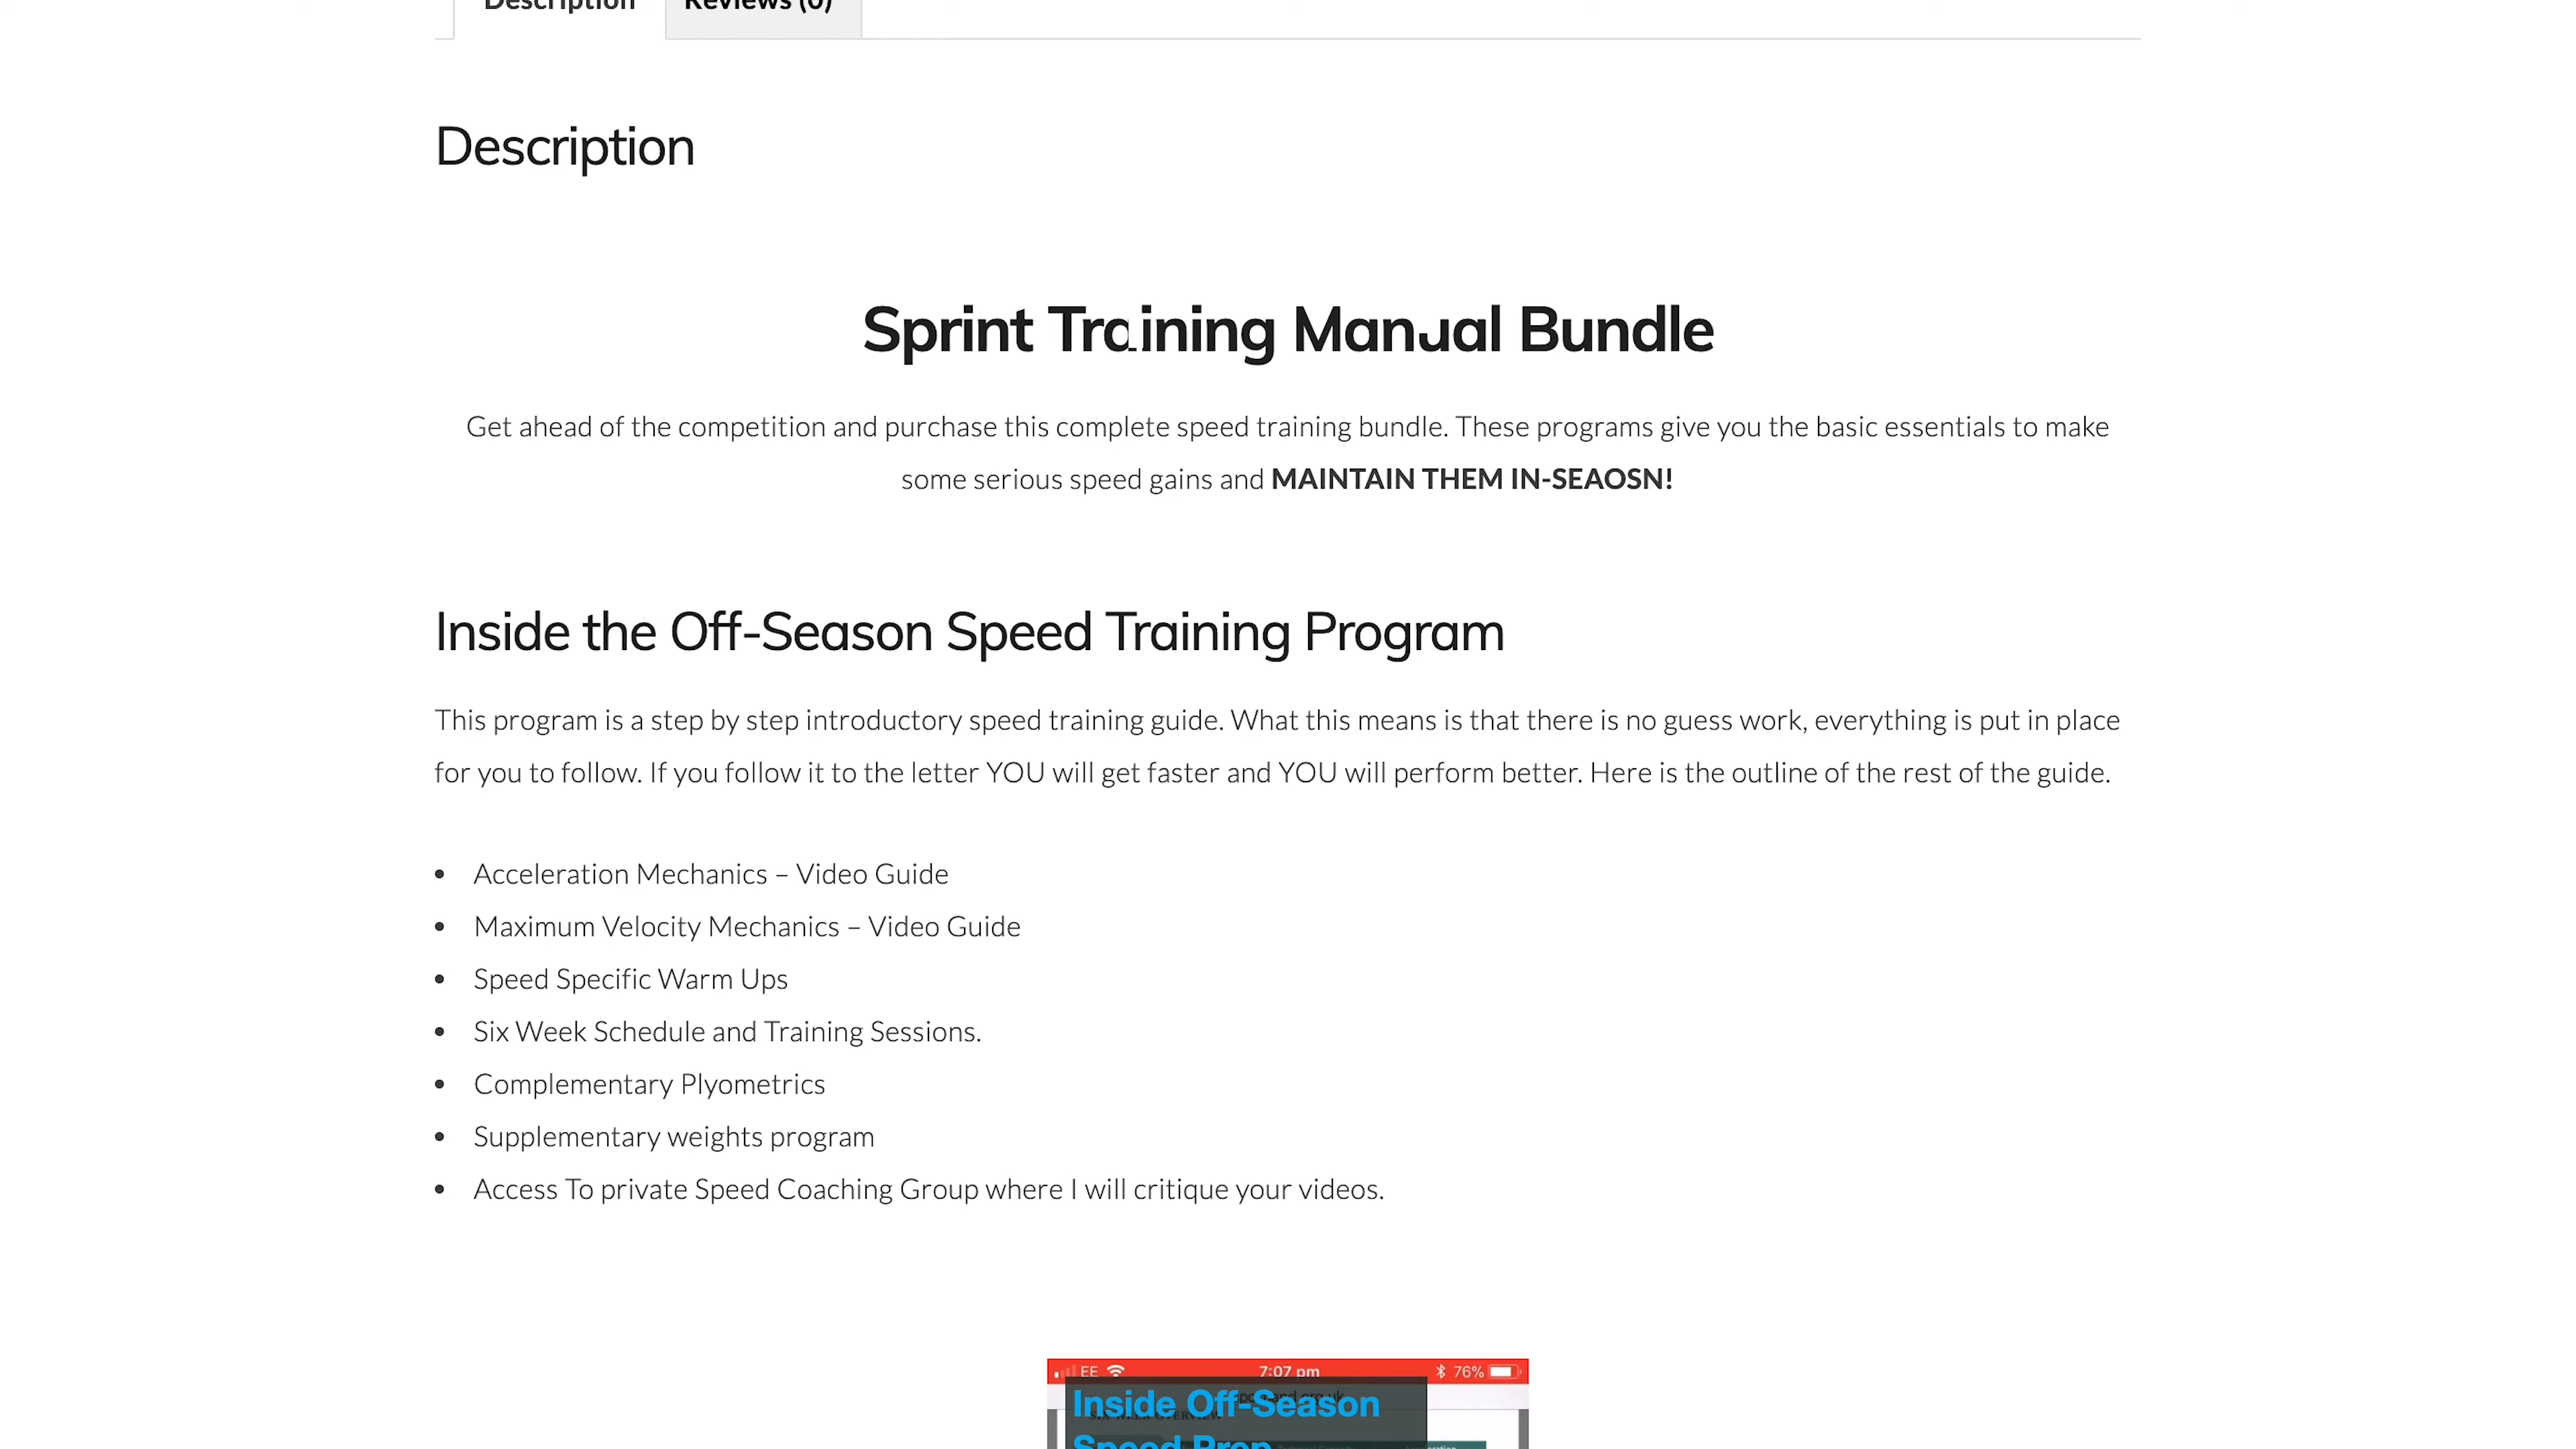 Description Reviews (0)
Description
Sprint Training Manual Bundle
Get ahead of the competition and purchase this complete speed training bundle. These programs give you the basic essentials to make
some serious speed gains and MAINTAIN THEM IN-SEAOSN!
Inside the Off-Season Speed Training Program
This program is a step by step introductory speed training guide. What this means is that there is no guess work, everything is put in place
for you to follow. If you follow it to the letter YOU will get faster and YOU will perform better. Here is the outline of the rest of the guide.
• Acceleration Mechanics – Video Guide
• Maximum Velocity Mechanics – Video Guide
• Speed Specific Warm Ups
• Six Week Schedule and Training Sessions.
• Complementary Plyometrics
• Supplementary weights program
• Access To private Speed Coaching Group where I will critique your videos.
EE 7:07 pm 76%
Inside Off-Season
Speed Prep